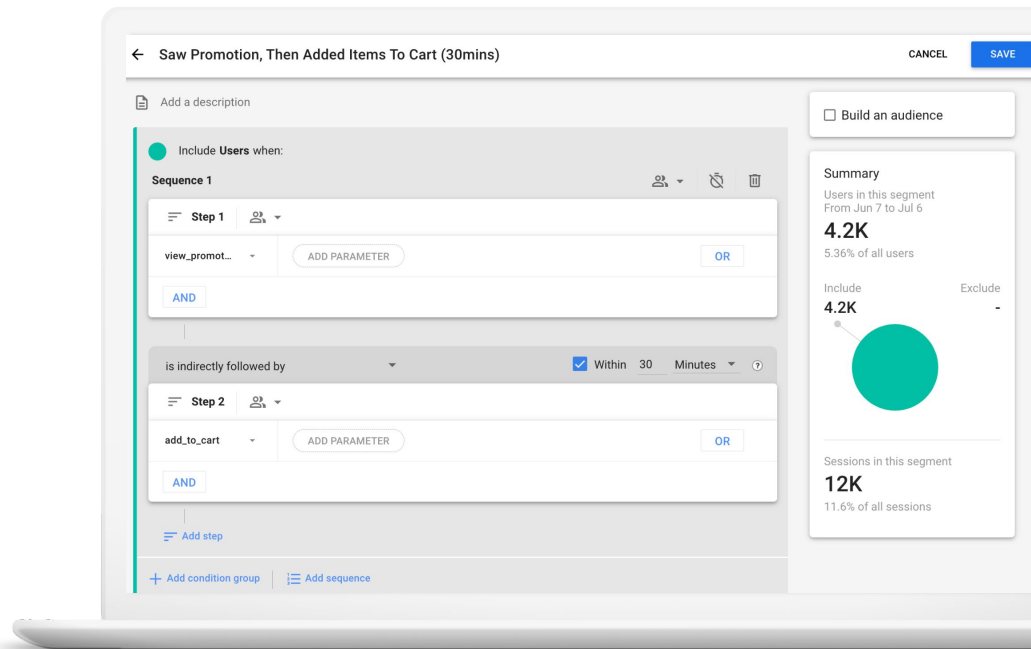 Saw Promotion, Then Added Items To Cart (30mins)
CANCEL
SAVE
Add a description
Include Users when:
Sequence 1
Step 1
view_promot...
ADD PARAMETER
OR
AND
is indirectly followed by
Within 30 Minutes
?
Step 2
add_to_cart
ADD PARAMETER
OR
AND
Add step
Add condition group
Add sequence
Build an audience
Summary
Users in this segment
From Jun 7 to Jul 6
4.2K
5.36% of all users
Include
Exclude
4.2K
-
Sessions in this segment
12K
11.6% of all sessions